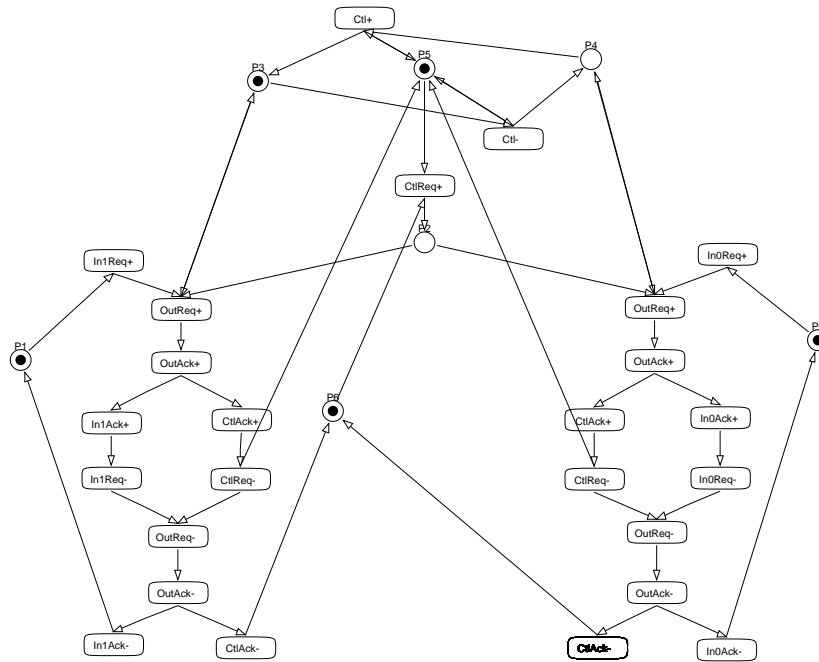 Ctl+
P3
P5
P4
Ctl-
CtlReq+
P2
In1Req+
In0Req+
OutReq+
OutReq+
P1
OutAck+
OutAck+
P6
In1Ack+
CtlAck+
CtlAck+
In0Ack+
In1Req-
CtlReq-
CtlReq-
In0Req-
OutReq-
OutReq-
OutAck-
OutAck-
In1Ack-
CtlAck-
CtlAck-
In0Ack-